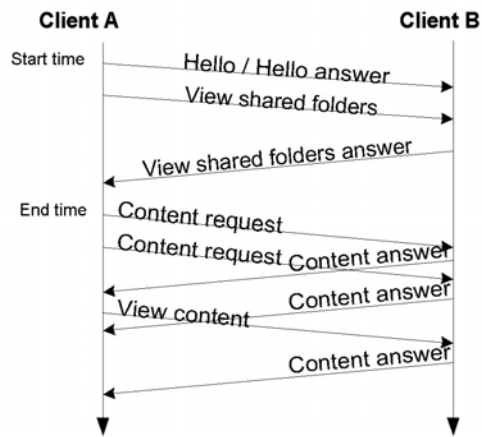 Client A
Client B
Start time
Hello / Hello answer
View shared folders
View shared folders answer
End time
Content request
Content request
Content answer
Content answer
View content
Content answer